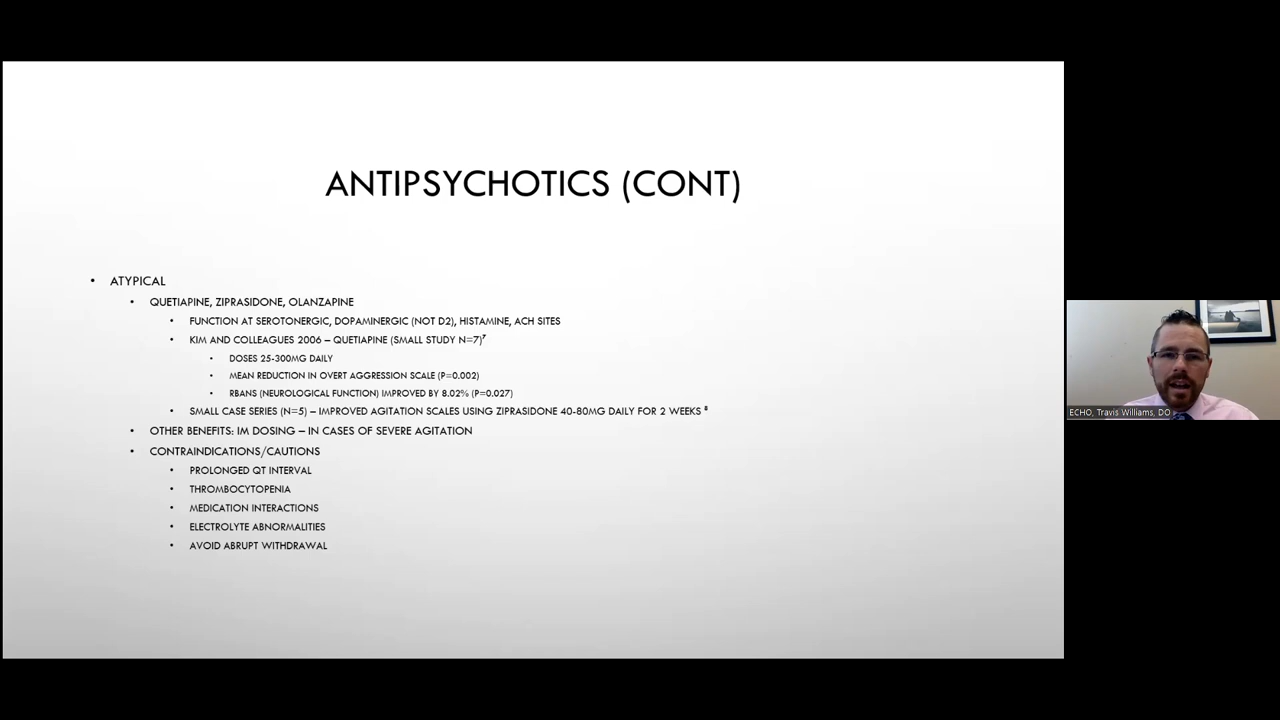 ANTIPSYCHOTICS (CONT)
• ATYPICAL
• QUETIAPINE, ZIPRASIDONE, OLANZAPINE
• FUNCTION AT SEROTONERGIC, DOPAMINERGIC (NOT D2), HISTAMINE, ACH SITES
• KIM AND COLLEAGUES 2006 – QUETIAPINE (SMALL STUDY N=7)⁷
• DOSES 25-300MG DAILY
• MEAN REDUCTION IN OVERT AGGRESSION SCALE (P=0.002)
• RBANS (NEUROLOGICAL FUNCTION) IMPROVED BY 8.02% (P=0.027)
• SMALL CASE SERIES (N=5) – IMPROVED AGITATION SCALES USING ZIPRASIDONE 40-80MG DAILY FOR 2 WEEKS ⁸
• OTHER BENEFITS: IM DOSING – IN CASES OF SEVERE AGITATION
• CONTRAINDICATIONS/CAUTIONS
• PROLONGED QT INTERVAL
• THROMBOCYTOPENIA
• MEDICATION INTERACTIONS
• ELECTROLYTE ABNORMALITIES
• AVOID ABRUPT WITHDRAWAL
ECHO, Travis Williams, DO